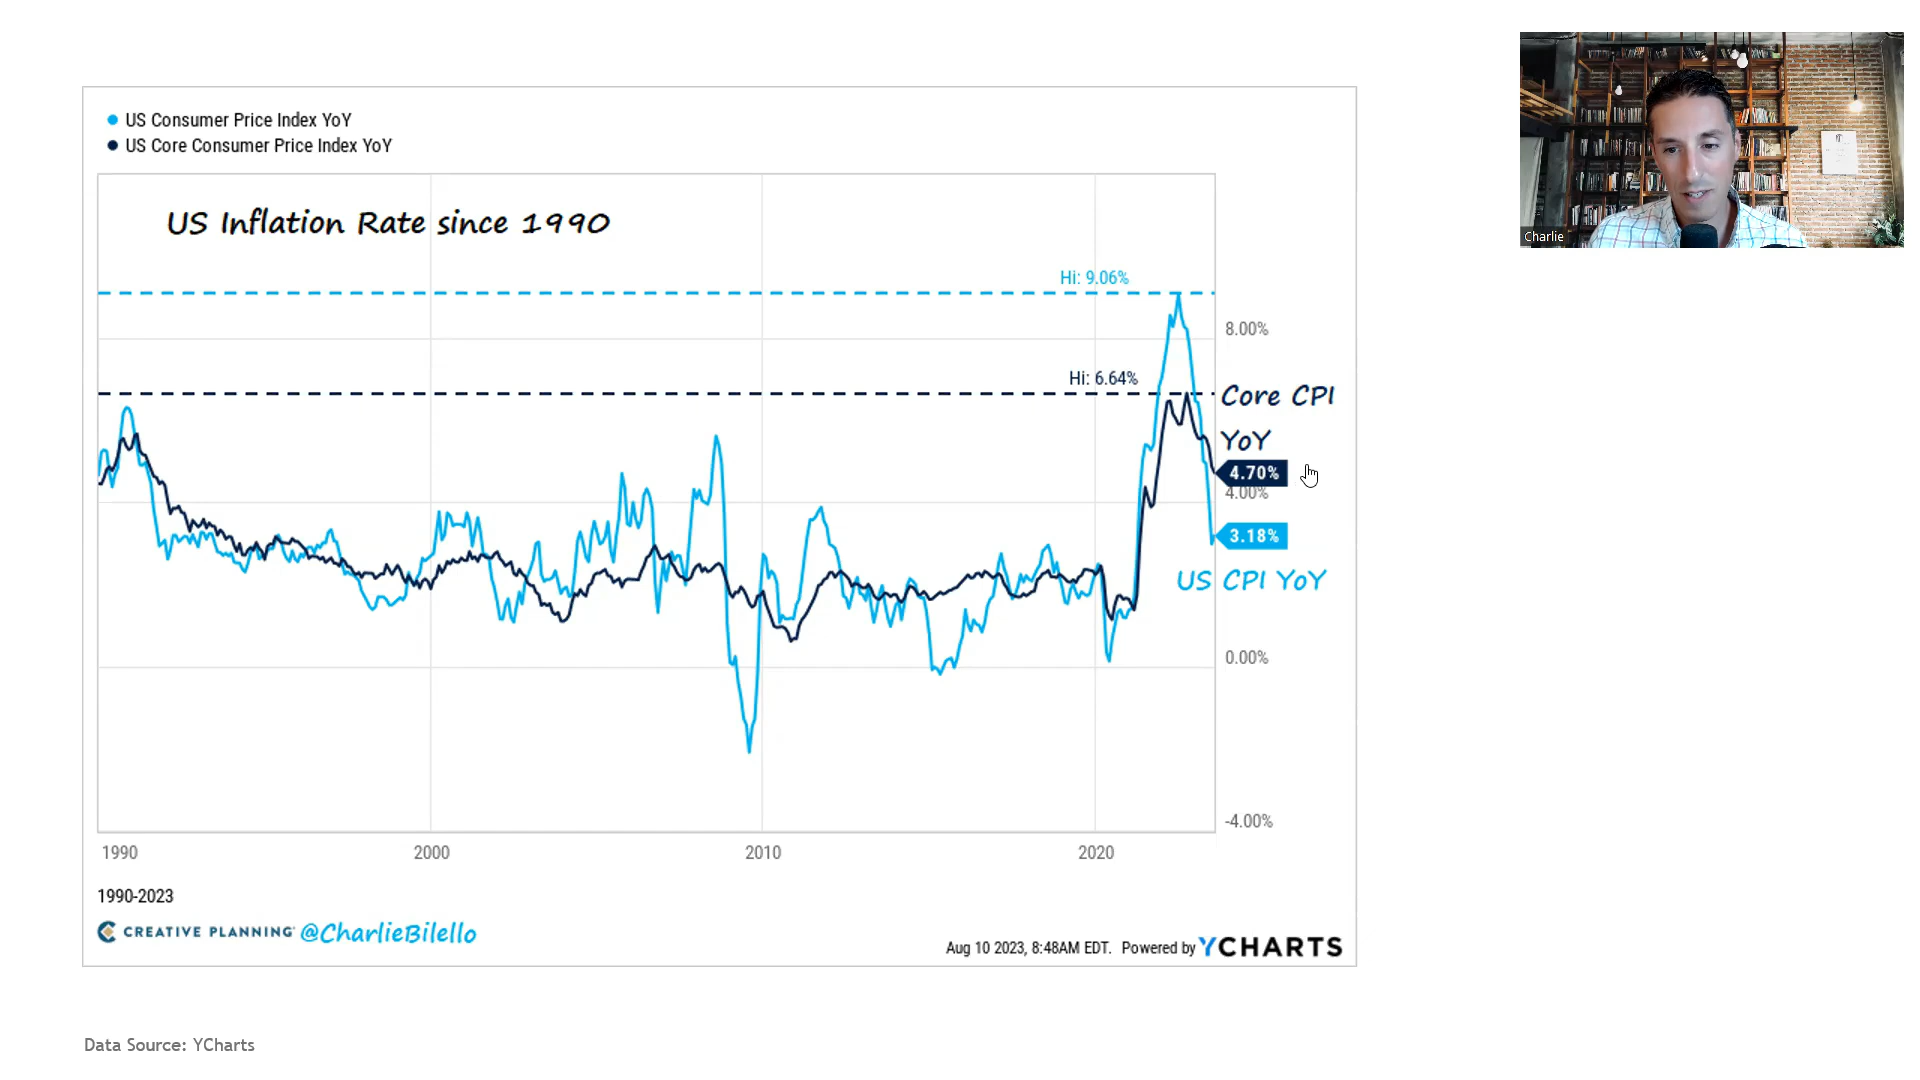 US Consumer Price Index YoY
US Core Consumer Price Index YoY
US Inflation Rate since 1990
Hi: 9.06%
8.00%
Hi: 6.64%
Core CPI
YoY
4.70%
4.00%
3.18%
US CPI YoY
0.00%
-4.00%
1990 2000 2010 2020
1990-2023
CREATIVE PLANNING @CharlieBilello
Aug 10 2023, 8:48AM EDT. Powered by YCHARTS
Data Source: YCharts
Charlie